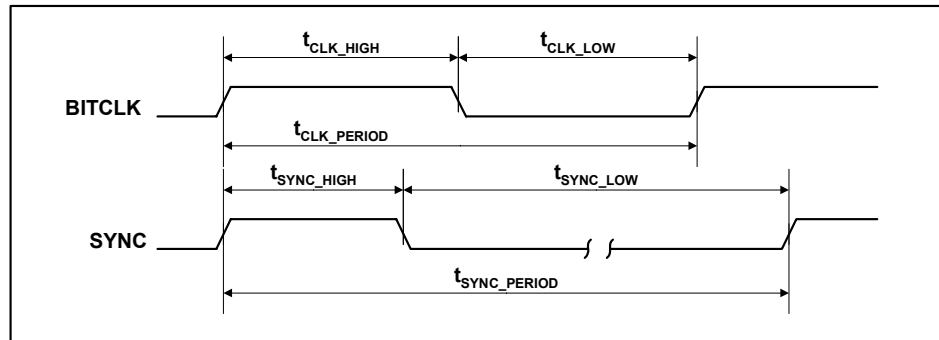 tCLK_HIGH tCLK_LOW
BITCLK
tCLK_PERIOD
tSYNC_HIGH tSYNC_LOW
SYNC
tSYNC_PERIOD